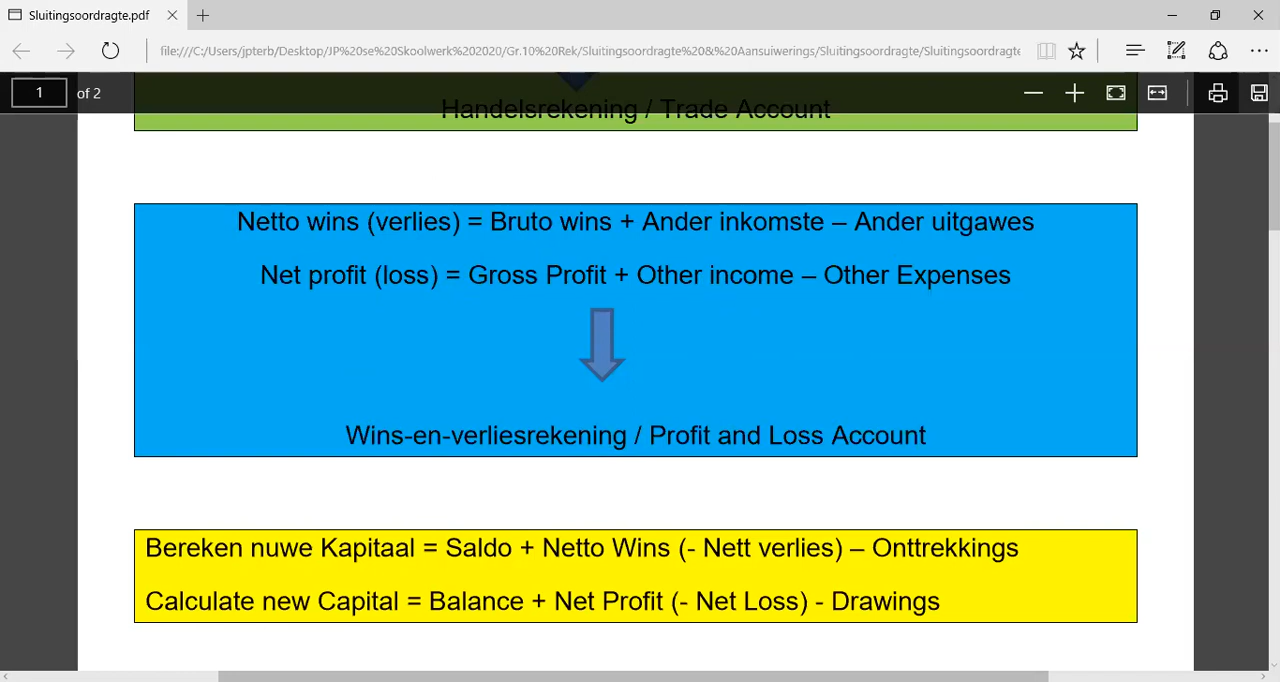 Sluitingsoordragte.pdf
file:///C:/Users/jpterb/Desktop/JP%20se%20Skoolwerk%202020/Gr.10%20Rek/Sluitingsoordragte%20&%20Aansuiwerings/Sluitingsoordragte/Sluitingsoordragte
1 of 2
Handelsrekening / Trade Account
Netto wins (verlies) = Bruto wins + Ander inkomste – Ander uitgawes
Net profit (loss) = Gross Profit + Other income – Other Expenses
Wins-en-verliesrekening / Profit and Loss Account
Bereken nuwe Kapitaal = Saldo + Netto Wins (- Nett verlies) – Onttrekkings
Calculate new Capital = Balance + Net Profit (- Net Loss) - Drawings